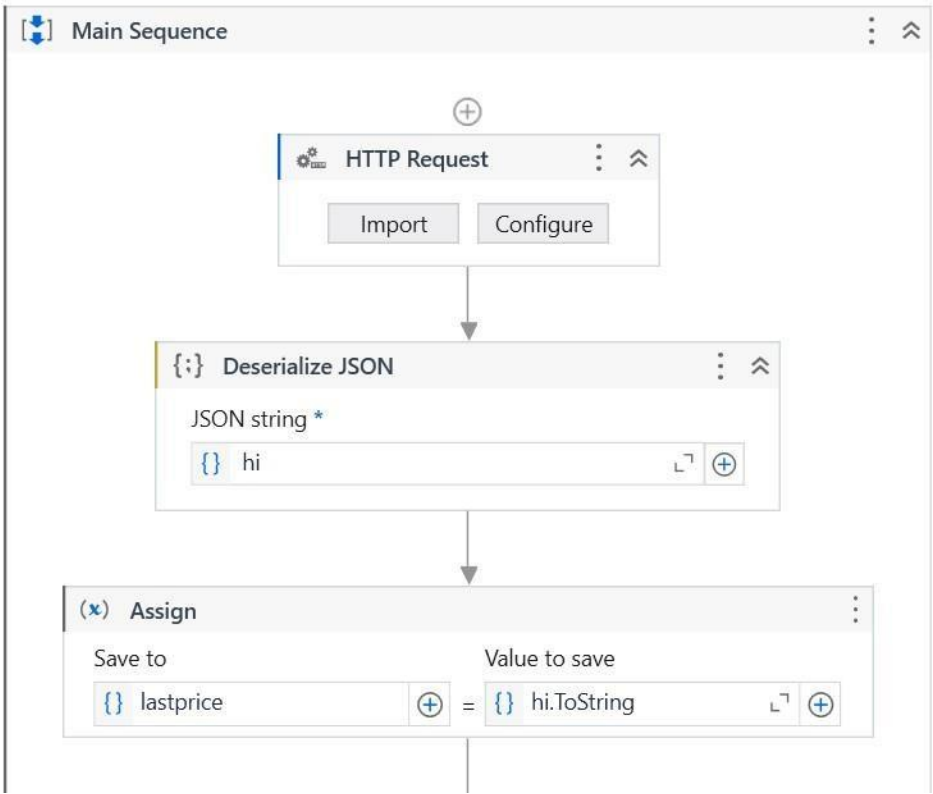 Main Sequence
HTTP Request
Import Configure
{;} Deserialize JSON
JSON string *
{} hi
(x) Assign
Save to Value to save
{} lastprice = {} hi.ToString